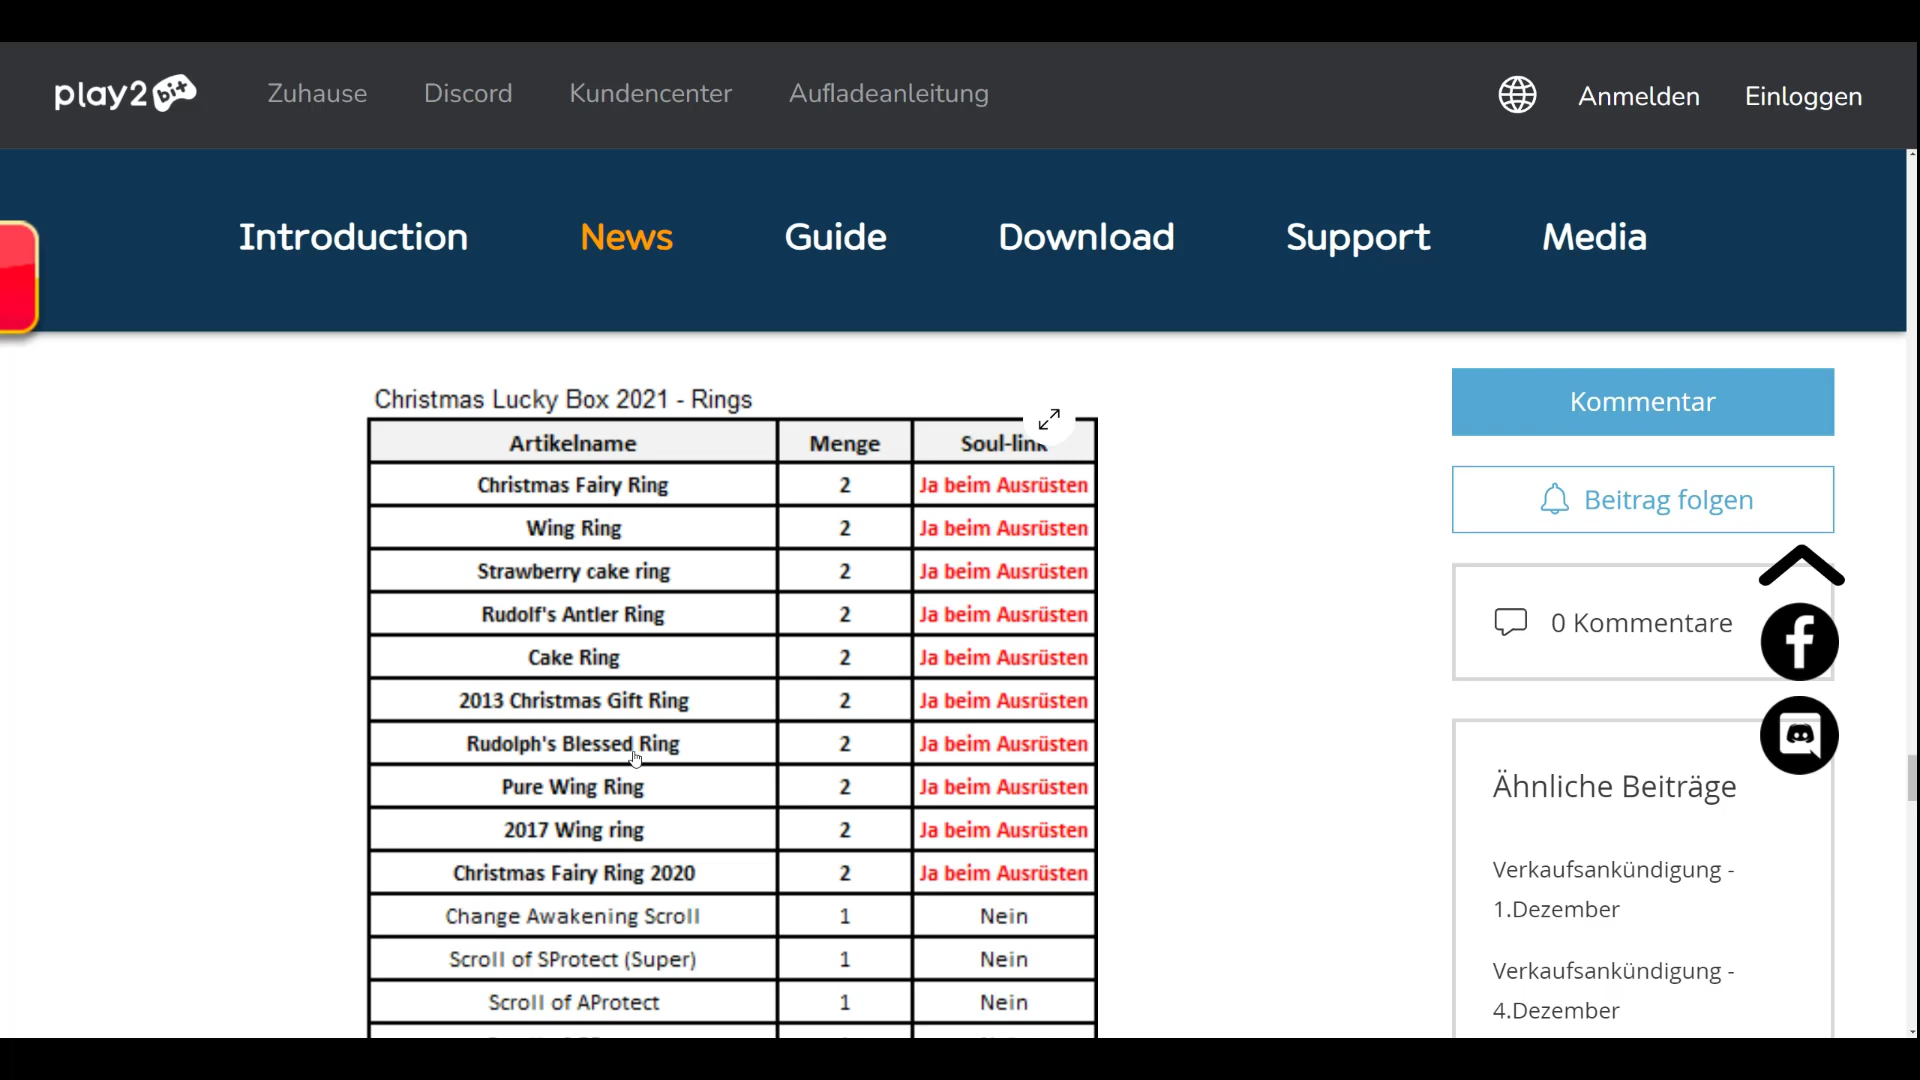 play2bit Zuhause Discord Kundencenter Aufladeanleitung Anmelden Einloggen
Introduction News Guide Download Support Media
Christmas Lucky Box 2021 - Rings
Artikelname Menge Soul-link
Christmas Fairy Ring 2 Ja beim Ausrüsten
Wing Ring 2 Ja beim Ausrüsten
Strawberry cake ring 2 Ja beim Ausrüsten
Rudolf's Antler Ring 2 Ja beim Ausrüsten
Cake Ring 2 Ja beim Ausrüsten
2013 Christmas Gift Ring 2 Ja beim Ausrüsten
Rudolph's Blessed Ring 2 Ja beim Ausrüsten
Pure Wing Ring 2 Ja beim Ausrüsten
2017 Wing ring 2 Ja beim Ausrüsten
Christmas Fairy Ring 2020 2 Ja beim Ausrüsten
Change Awakening Scroll 1 Nein
Scroll of SProtect (Super) 1 Nein
Scroll of AProtect 1 Nein
Kommentar
Beitrag folgen
0 Kommentare
Ähnliche Beiträge
Verkaufsankündigung -
1.Dezember
Verkaufsankündigung -
4.Dezember